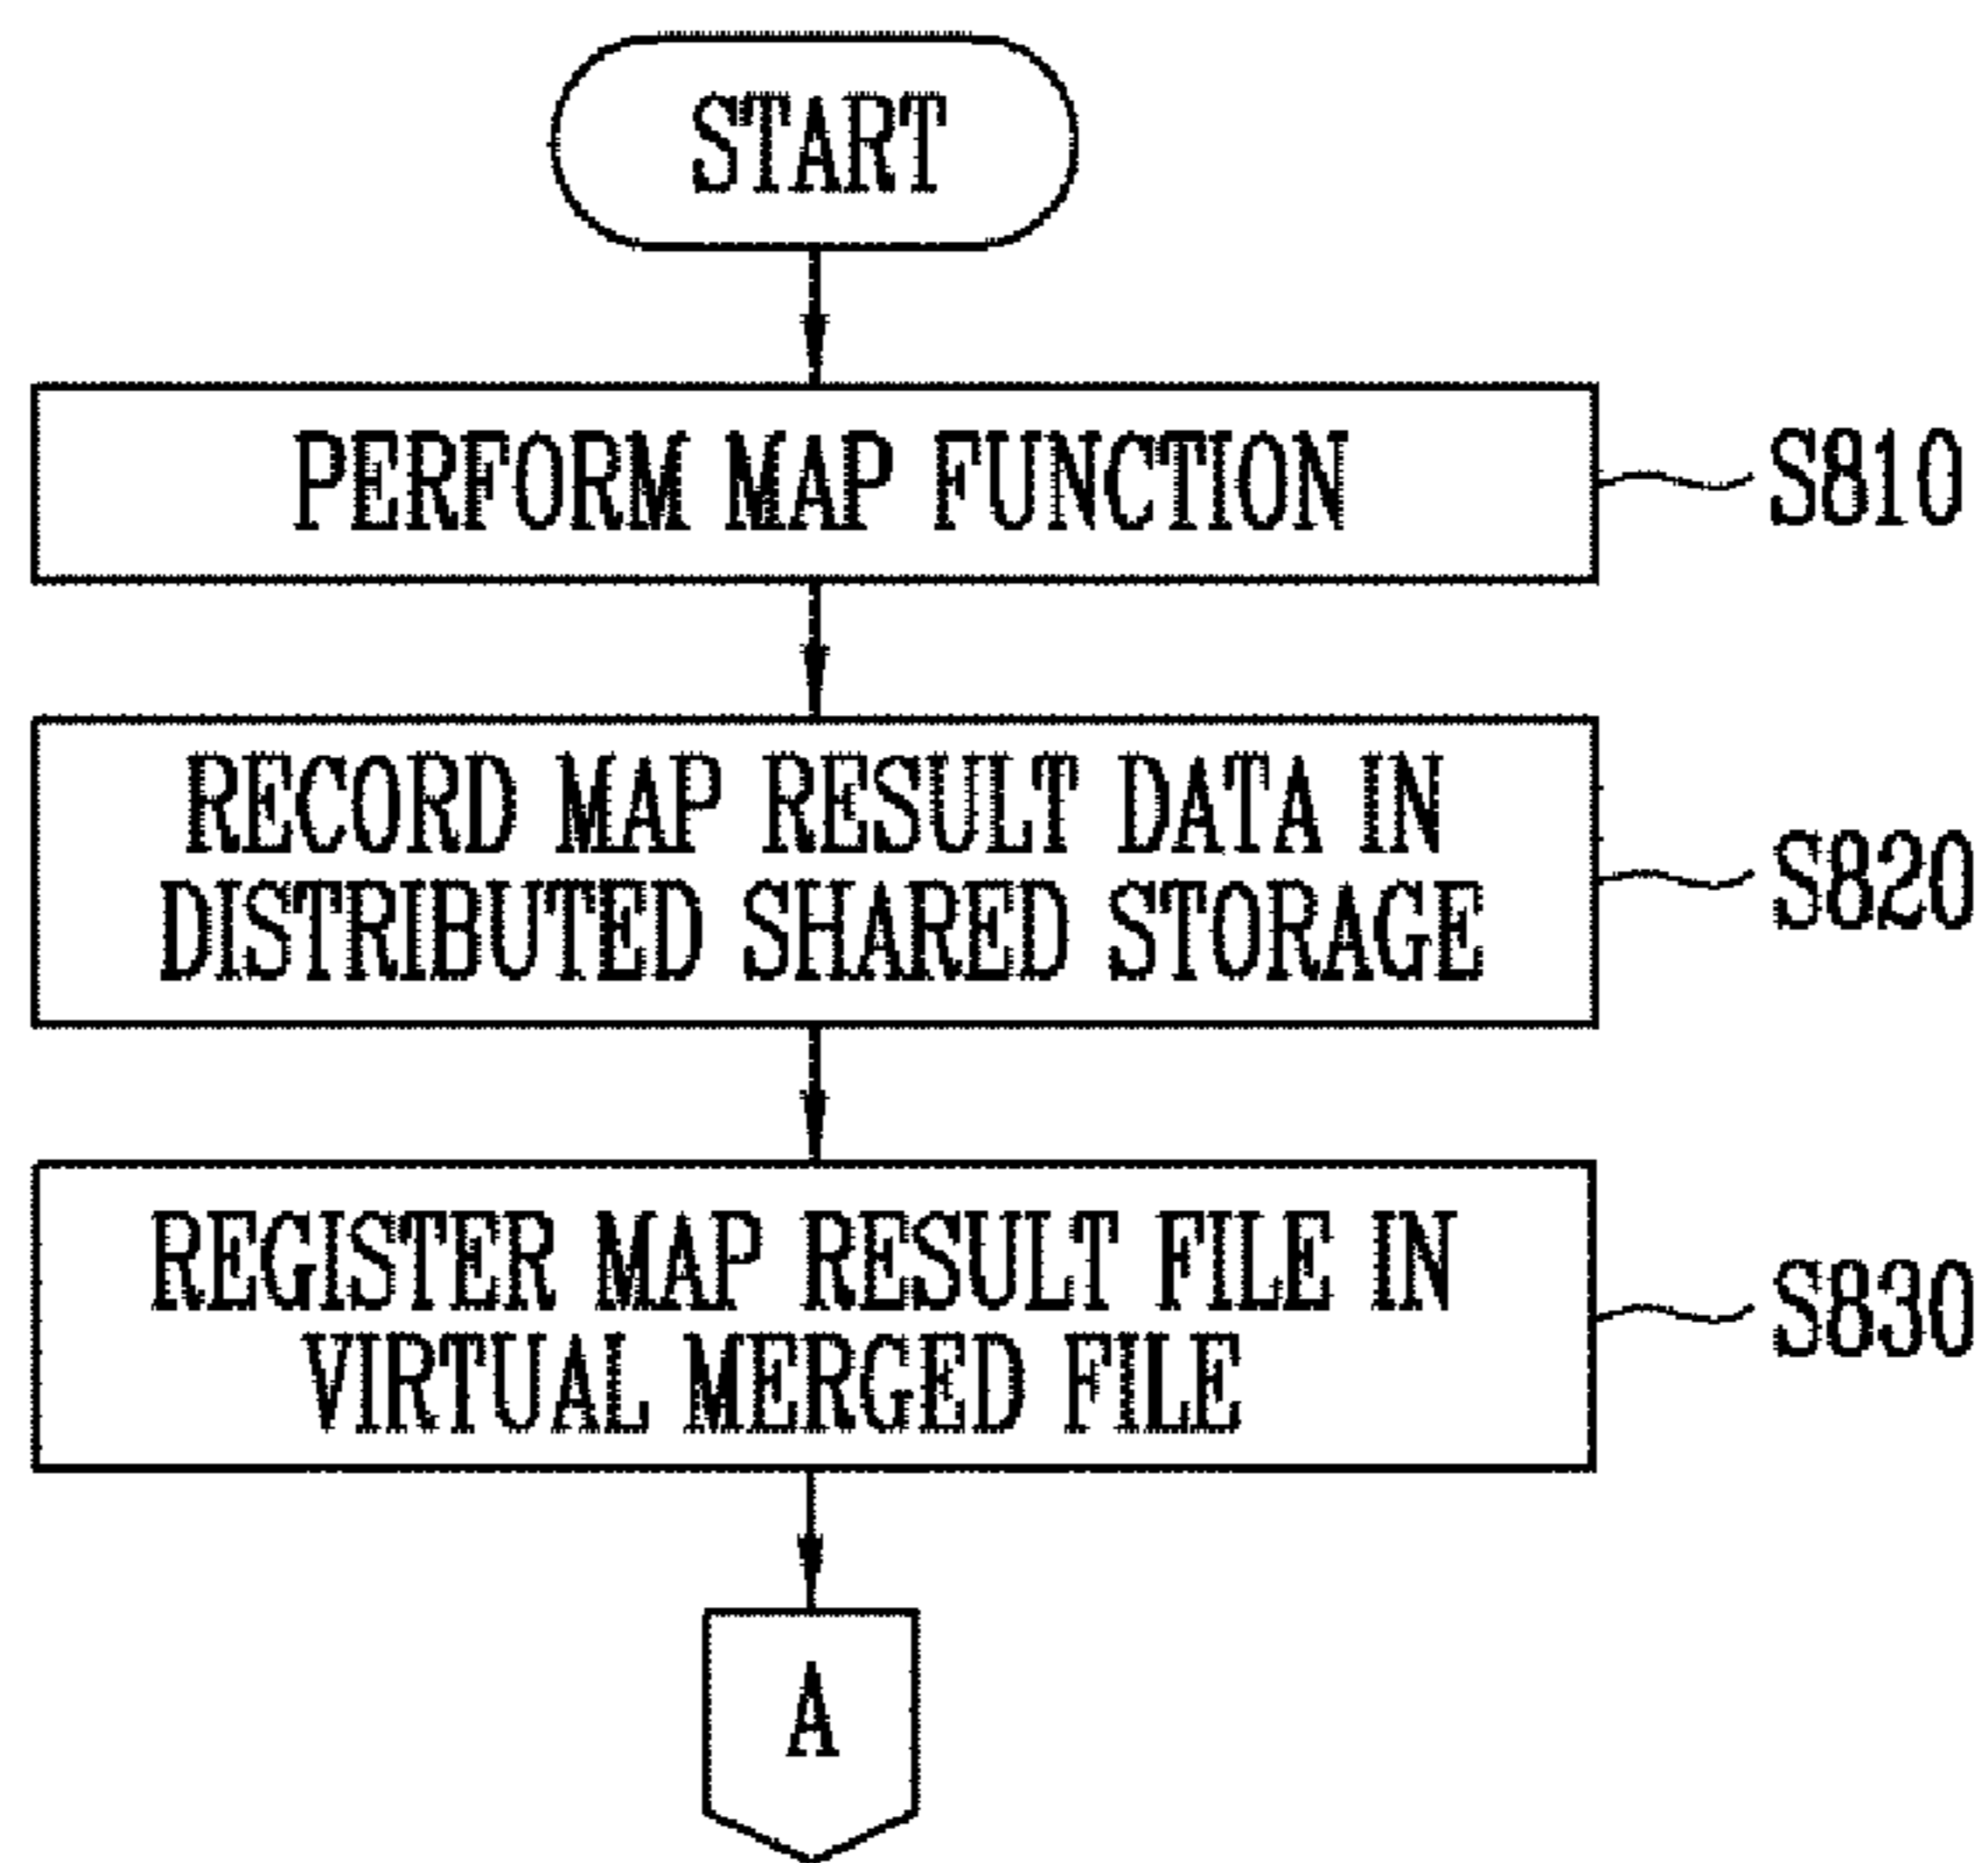 START
PERFORM MAP FUNCTION
S810
RECORD MAP RESULT DATA IN
DISTRIBUTED SHARED STORAGE
S820
REGISTER MAP RESULT FILE IN
VIRTUAL MERGED FILE
S830
A